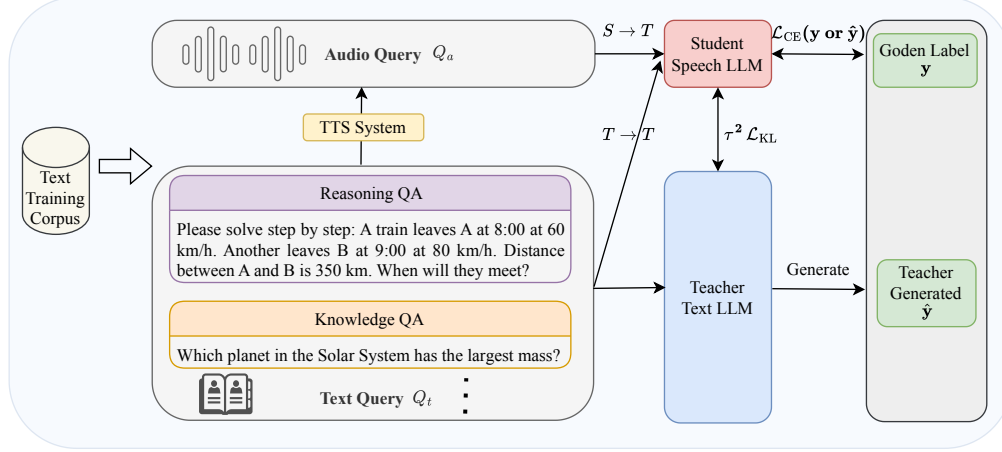 Audio Query Q_a
TTS System
Text
Training
Corpus
Reasoning QA
Please solve step by step: A train leaves A at 8:00 at 60
km/h. Another leaves B at 9:00 at 80 km/h. Distance
between A and B is 350 km. When will they meet?
Knowledge QA
Which planet in the Solar System has the largest mass?
Text Query Q_t
S → T
T → T
Student
Speech LLM
τ² 𝓛_KL
Teacher
Text LLM
𝓛_CE(y or ŷ)
Generate
Goden Label
y
Teacher
Generated
ŷ